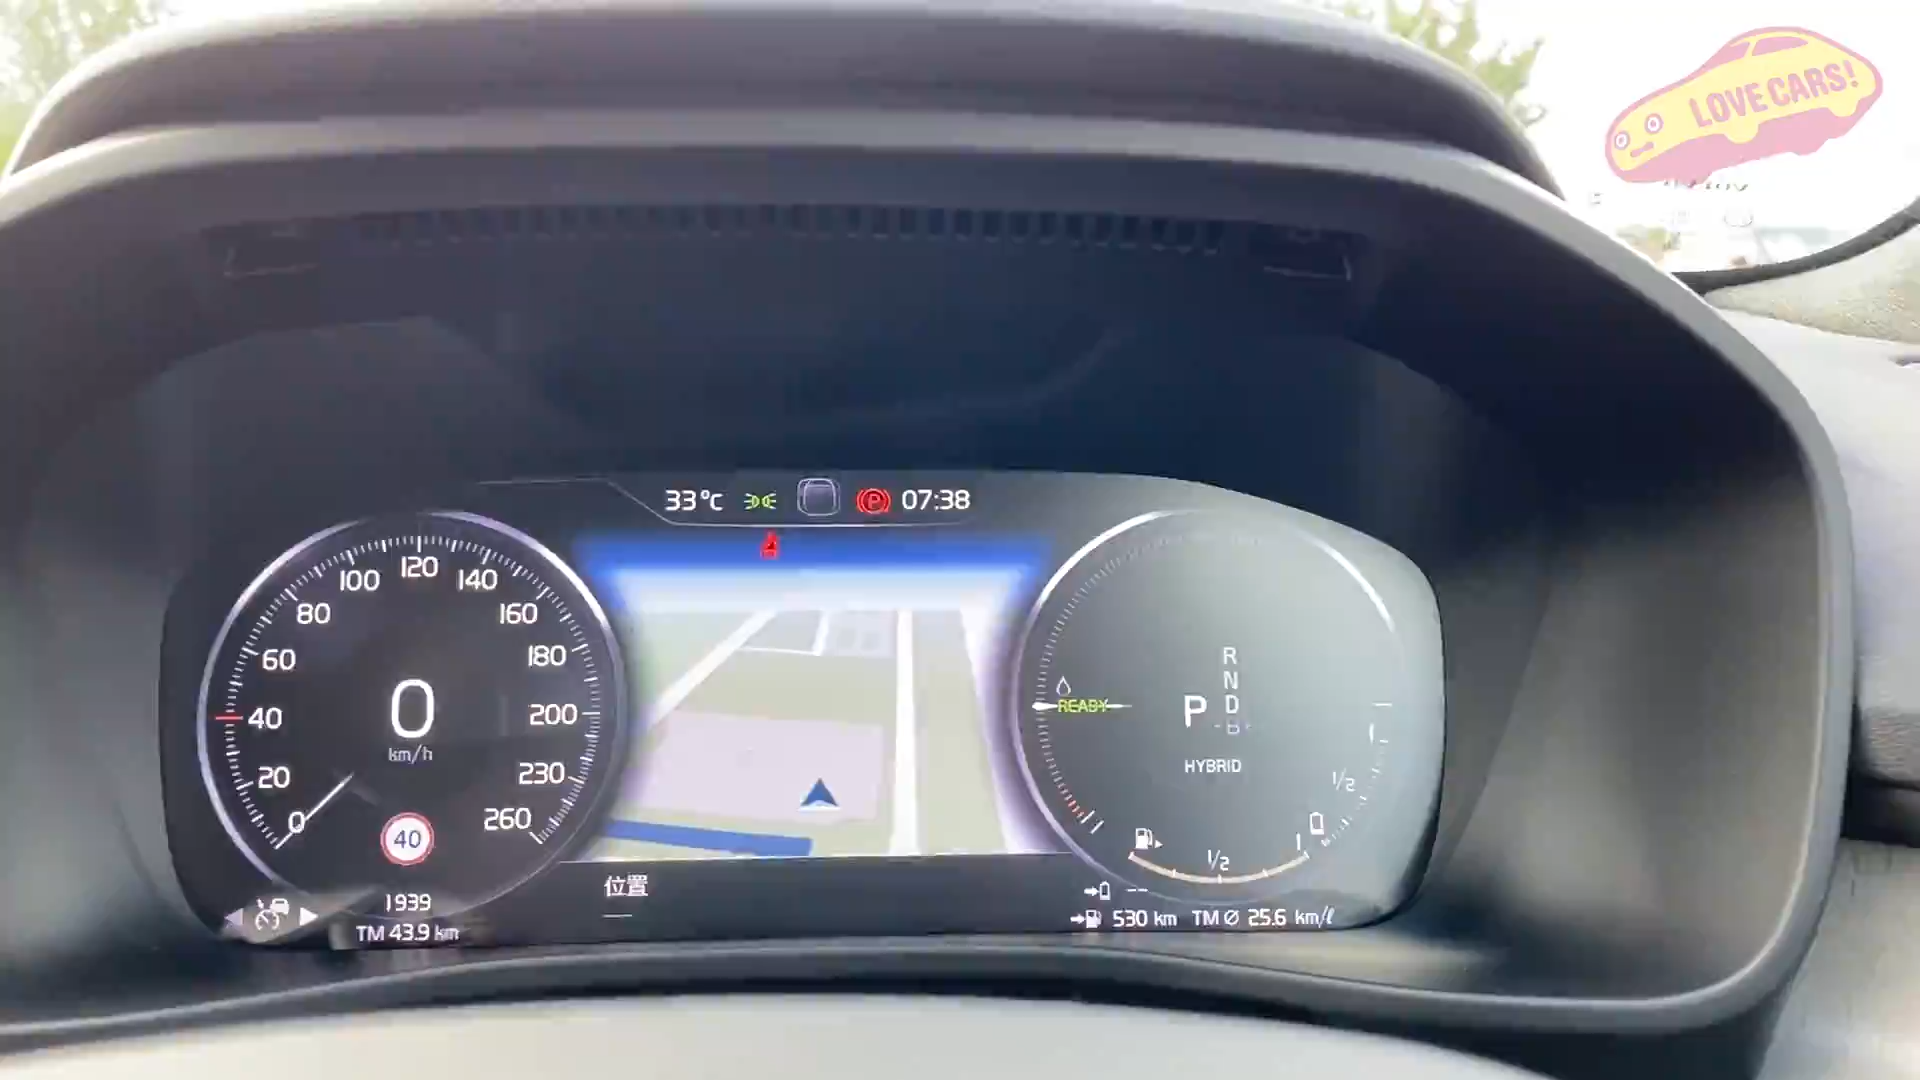 LOVE CARS!
33°C 07:38
0 20 40 60 80 100 120 140 160 180 200 230 260
0
km/h
40
1939
TM 43.9 km
位置
READY
R
N
P D
B
HYBRID
1/2
1/2
--
530 km TM Ø 25.6 km/ℓ